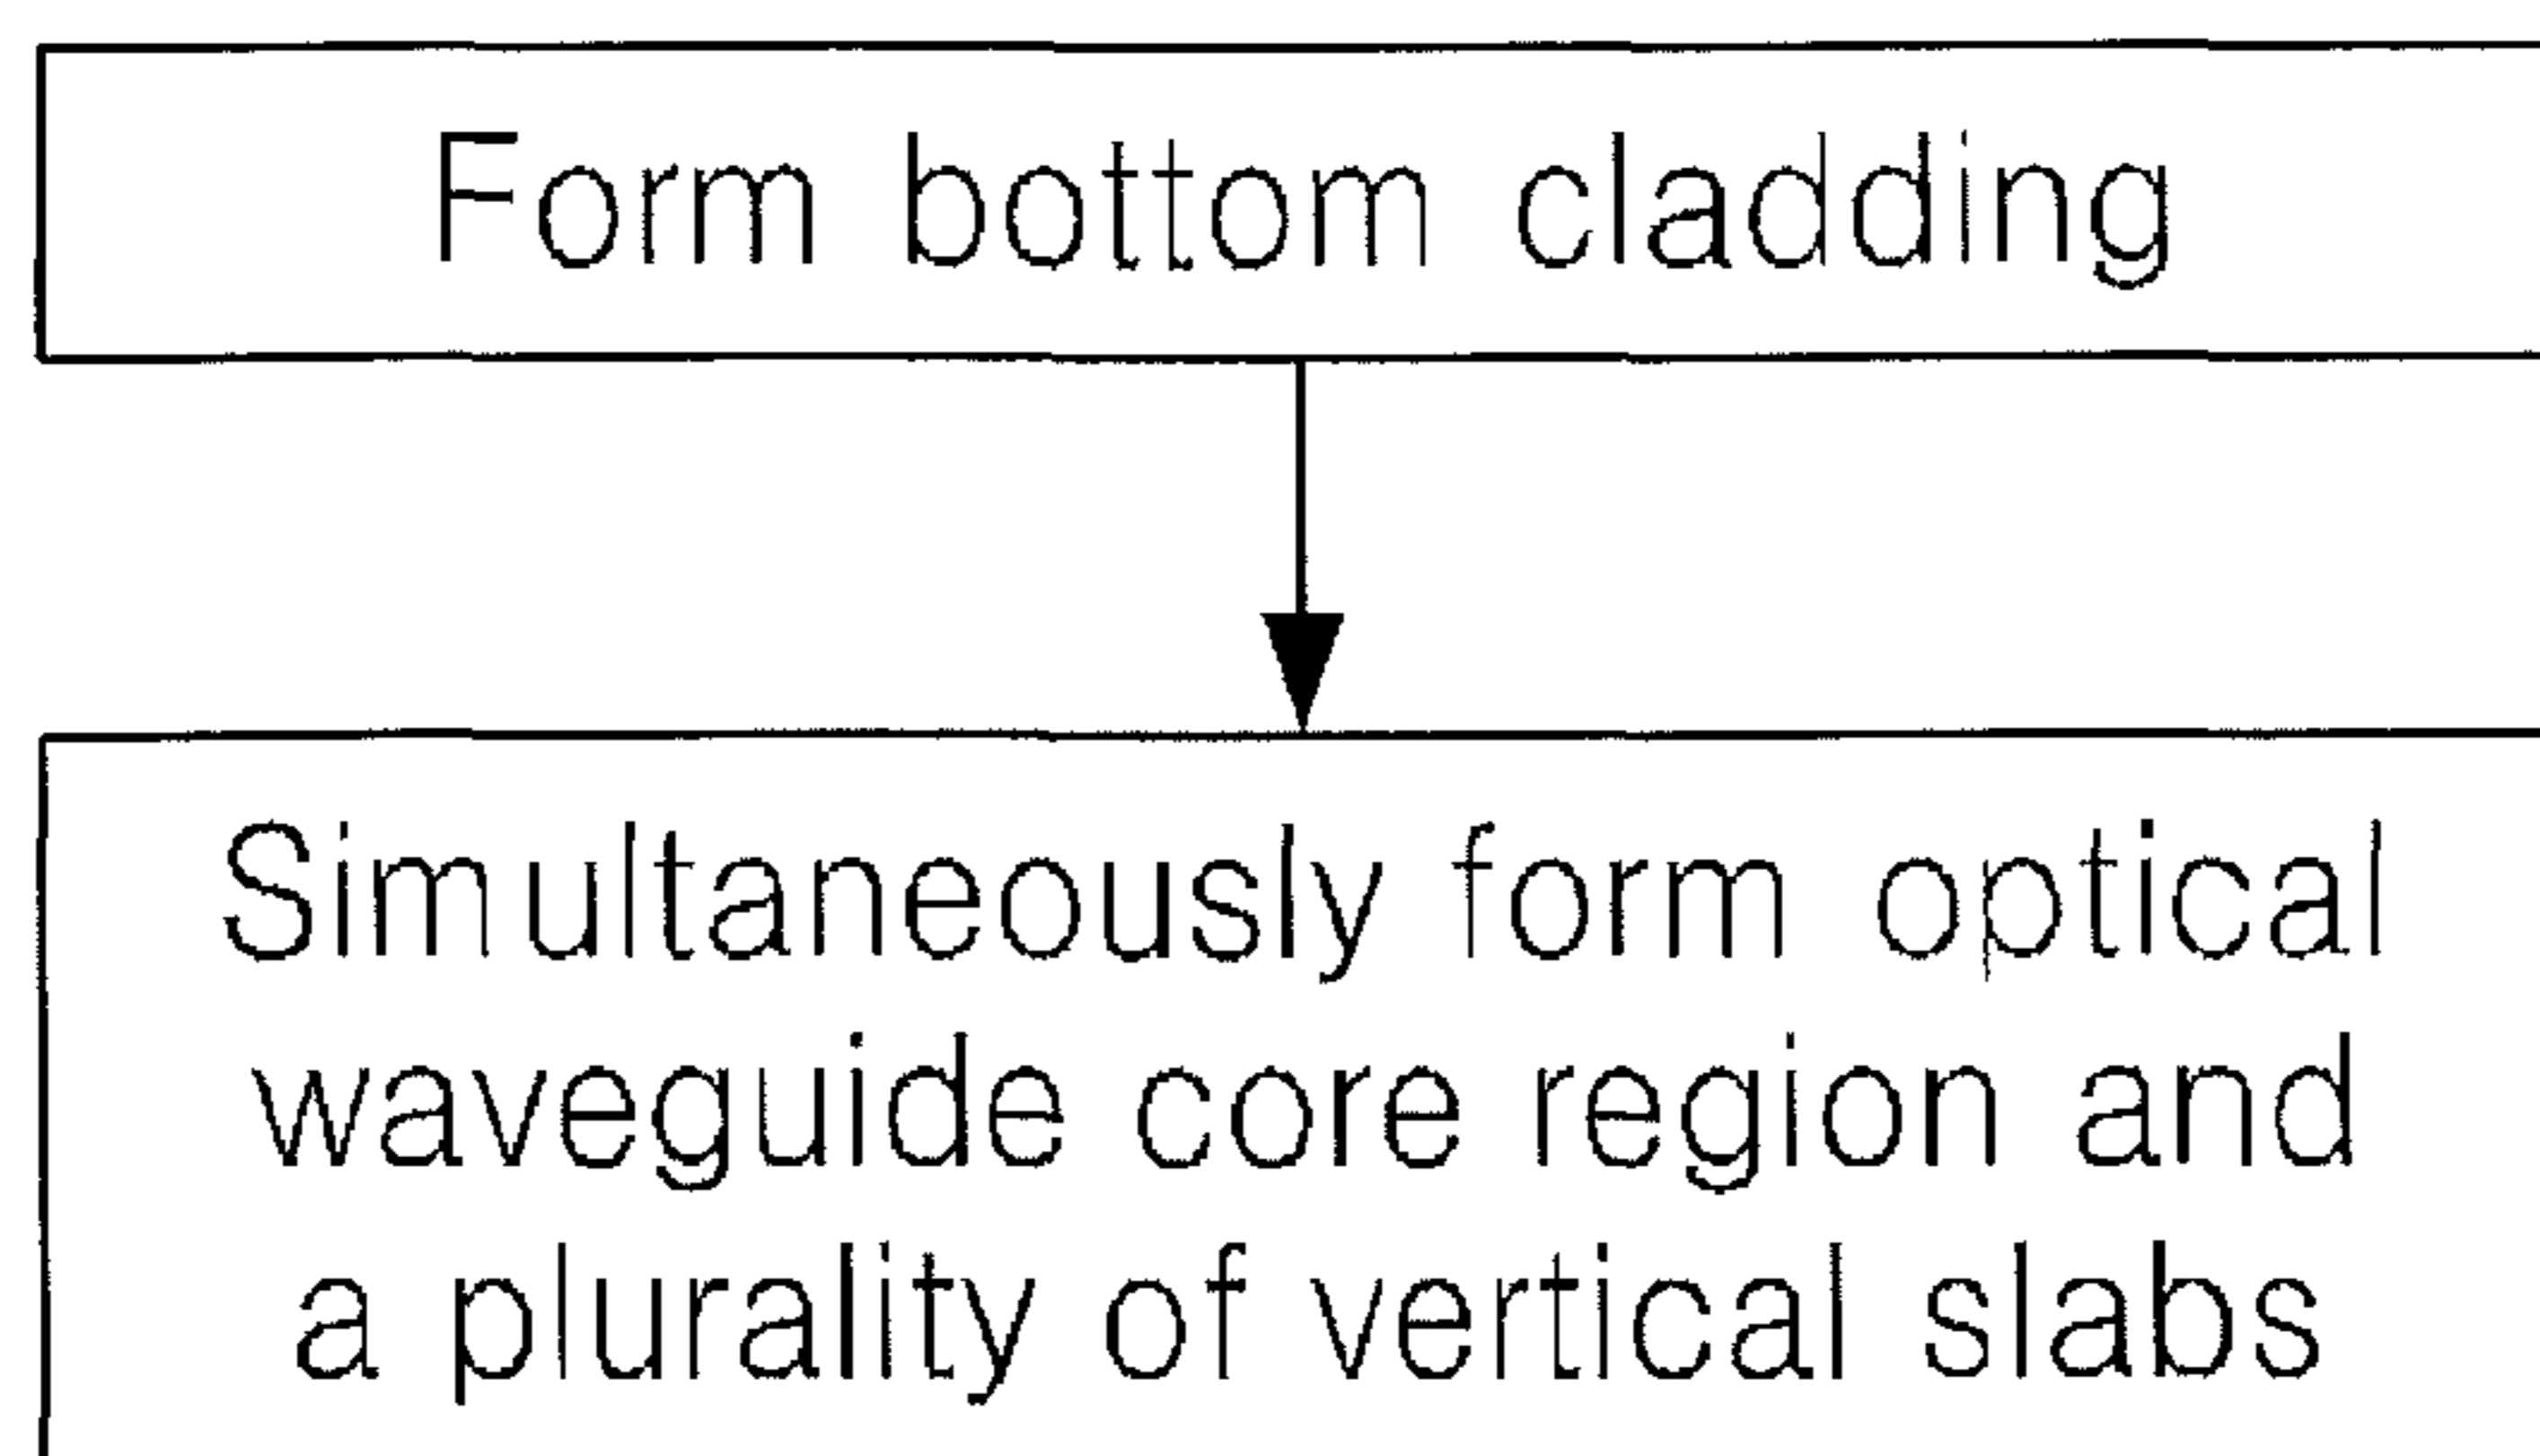 Form bottom cladding
Simultaneously form optical
waveguide core region and
a plurality of vertical slabs